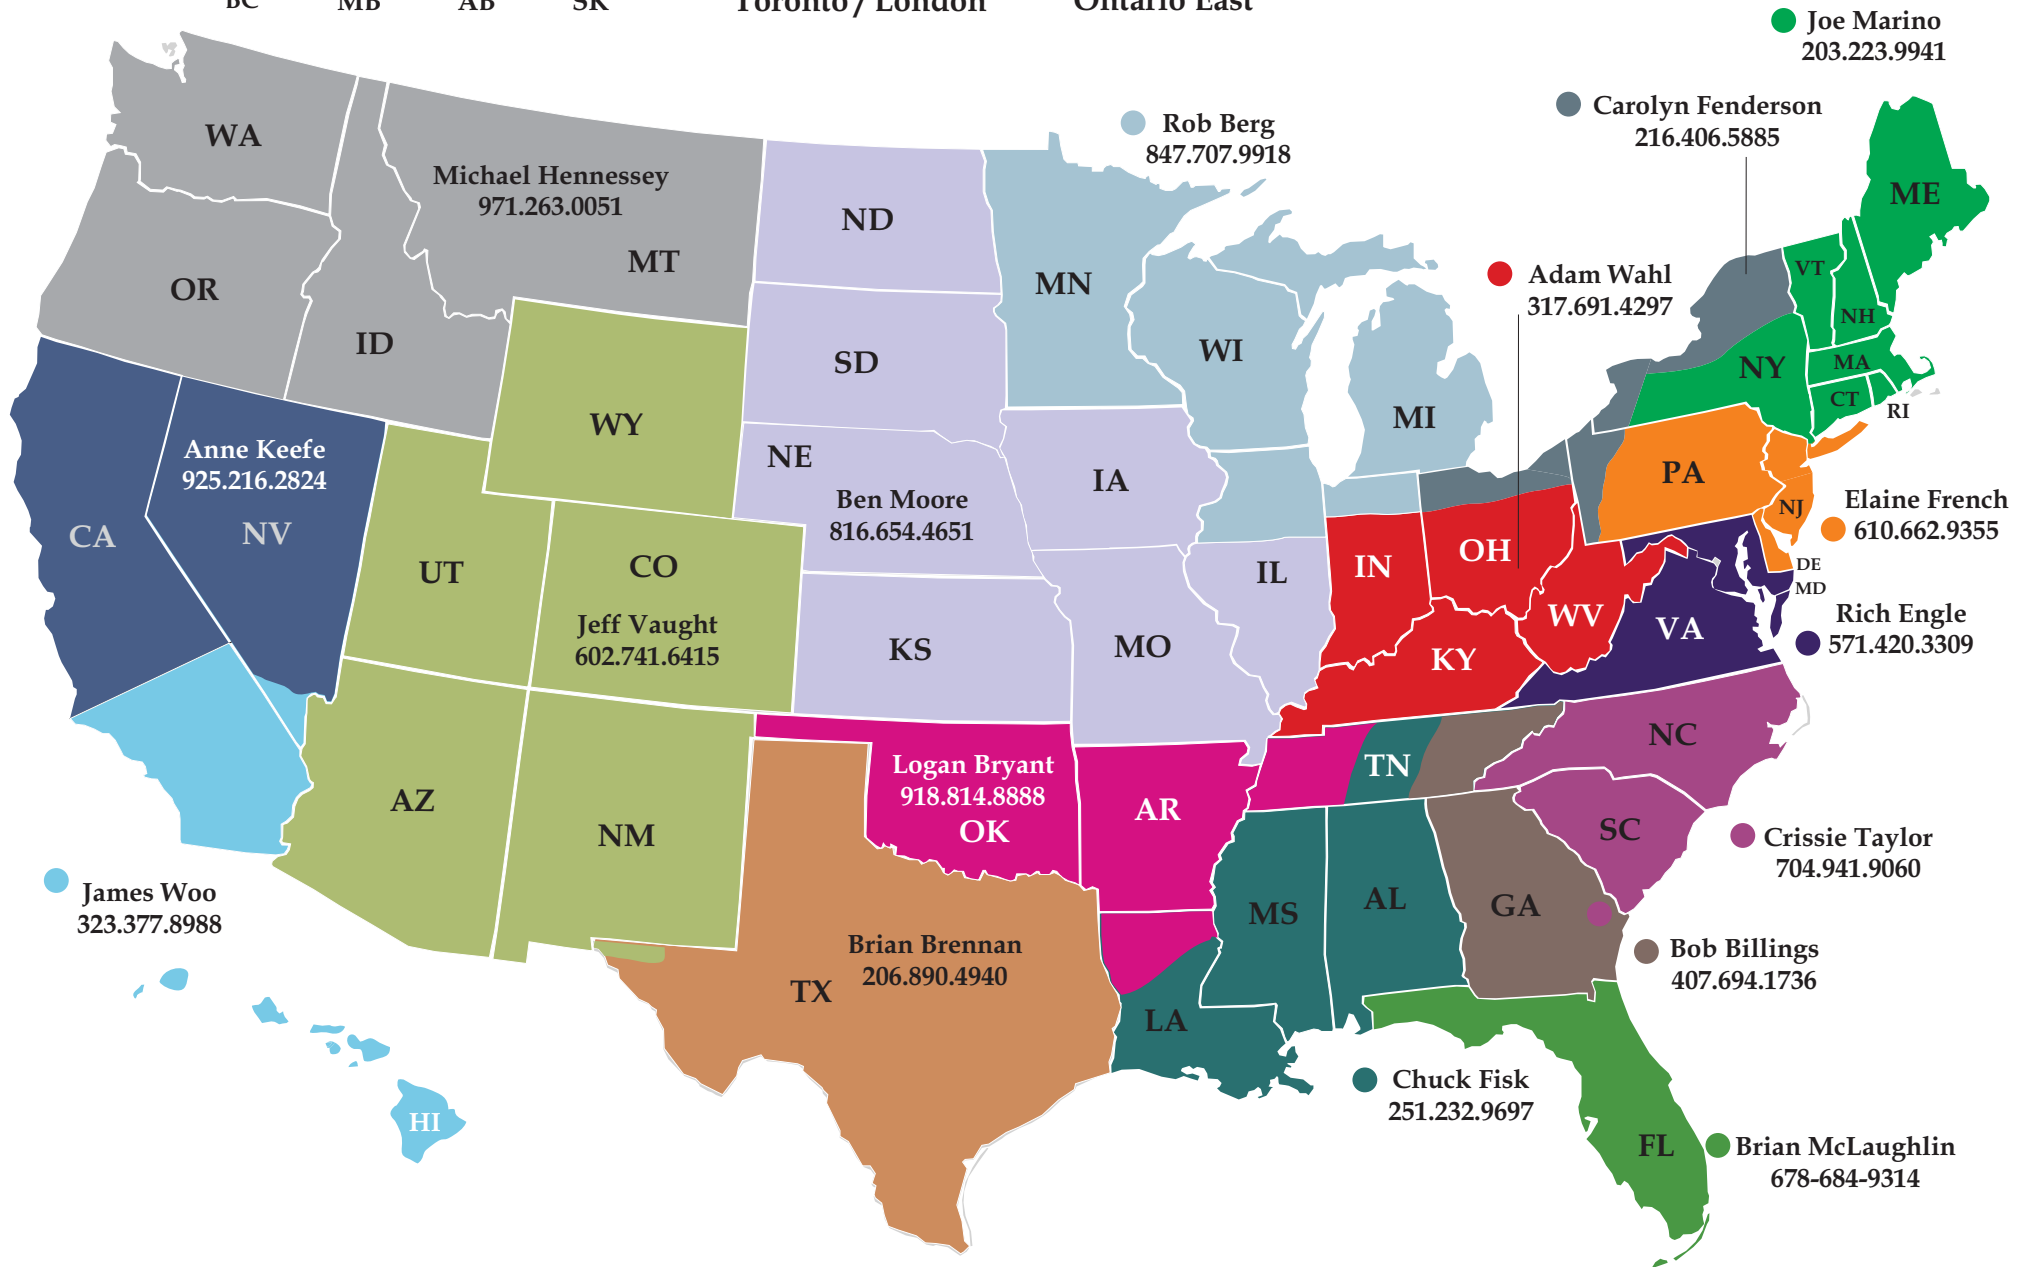 BC MB AB SK Toronto / London Ontario East
Joe Marino
203.223.9941
Carolyn Fenderson
216.406.5885
Rob Berg
847.707.9918
WA
Michael Hennessey
971.263.0051
MT
OR
ID
ND
MN
ME
VT
NH
Adam Wahl
317.691.4297
SD
WI
MI
NY
MA
CT
RI
WY
NE
Ben Moore
816.654.4651
IA
PA
NJ
Elaine French
610.662.9355
DE
MD
Anne Keefe
925.216.2824
CA
NV
UT
CO
Jeff Vaught
602.741.6415
KS
MO
IL
IN
OH
WV
KY
VA
Rich Engle
571.420.3309
NC
TN
SC
Crissie Taylor
704.941.9060
AZ
NM
Logan Bryant
918.814.8888
OK
AR
MS
AL
GA
Bob Billings
407.694.1736
James Woo
323.377.8988
Brian Brennan
206.890.4940
TX
LA
Chuck Fisk
251.232.9697
HI
FL
Brian McLaughlin
678-684-9314